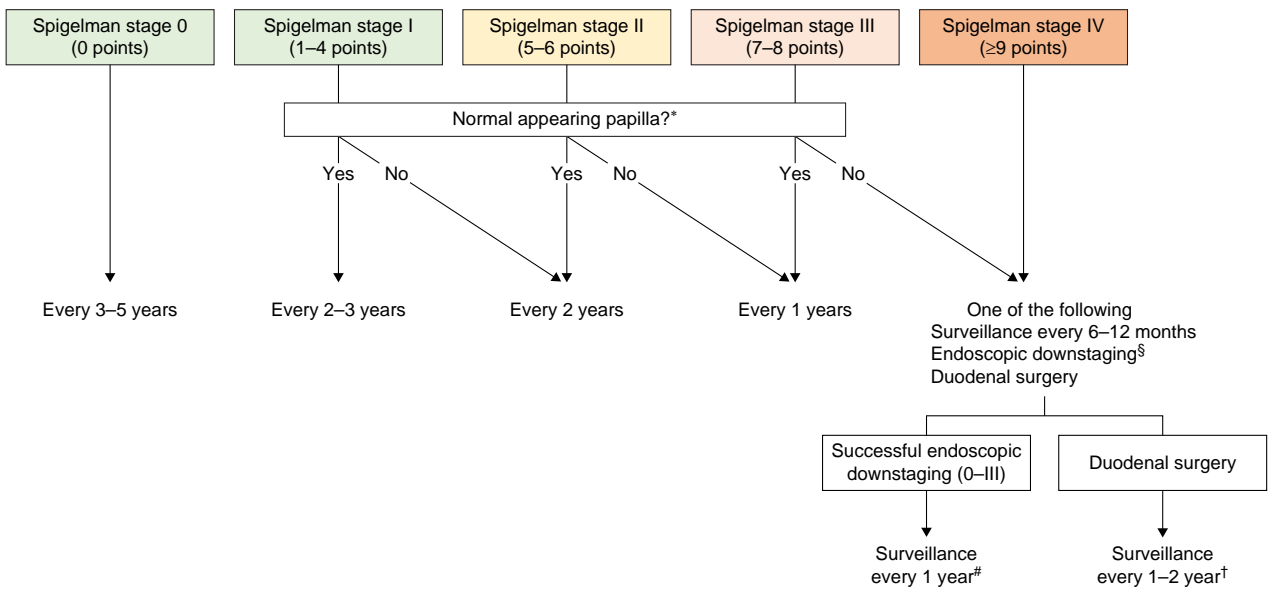 Spigelman stage 0
(0 points)
Spigelman stage I
(1–4 points)
Spigelman stage II
(5–6 points)
Spigelman stage III
(7–8 points)
Spigelman stage IV
(≥9 points)
Normal appearing papilla?*
Yes
No
Yes
No
Yes
No
Every 3–5 years
Every 2–3 years
Every 2 years
Every 1 years
One of the following
Surveillance every 6–12 months
Endoscopic downstaging§
Duodenal surgery
Successful endoscopic
downstaging (0–III)
Duodenal surgery
Surveillance
every 1 year#
Surveillance
every 1–2 year†